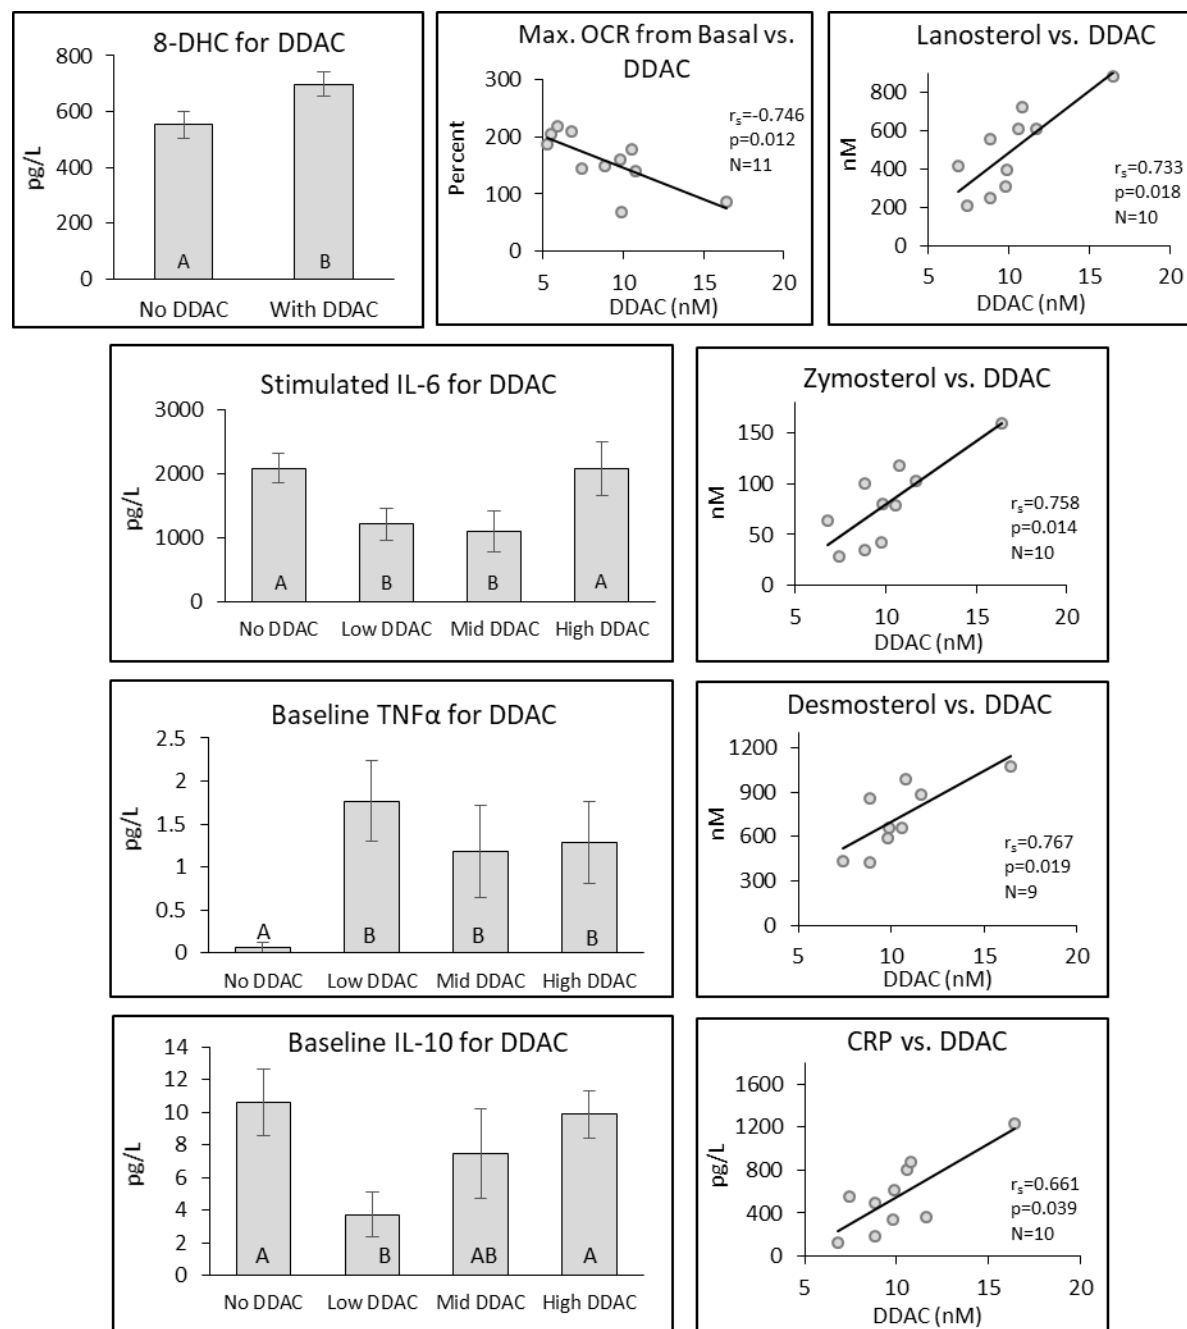 8-DHC for DDAC
800
600
400
200
0
pg/L
A
B
No DDAC
With DDAC
Max. OCR from Basal vs.
DDAC
300
200
100
0
Percent
rs=-0.746
p=0.012
N=11
5
10
15
20
DDAC (nM)
Lanosterol vs. DDAC
800
600
400
200
0
nM
rs=0.733
p=0.018
N=10
5
10
15
20
DDAC (nM)
Stimulated IL-6 for DDAC
3000
2000
1000
0
pg/L
A
B
B
A
No DDAC
Low DDAC
Mid DDAC
High DDAC
Zymosterol vs. DDAC
150
100
50
0
nM
rs=0.758
p=0.014
N=10
5
10
15
20
DDAC (nM)
Baseline TNFα for DDAC
2.5
2
1.5
1
0.5
0
pg/L
A
B
B
B
No DDAC
Low DDAC
Mid DDAC
High DDAC
Desmosterol vs. DDAC
1200
900
600
300
0
nM
rs=0.767
p=0.019
N=9
5
10
15
20
DDAC (nM)
Baseline IL-10 for DDAC
14
12
10
8
6
4
2
0
pg/L
A
B
AB
A
No DDAC
Low DDAC
Mid DDAC
High DDAC
CRP vs. DDAC
1600
1200
800
400
0
pg/L
rs=0.661
p=0.039
N=10
5
10
15
20
DDAC (nM)